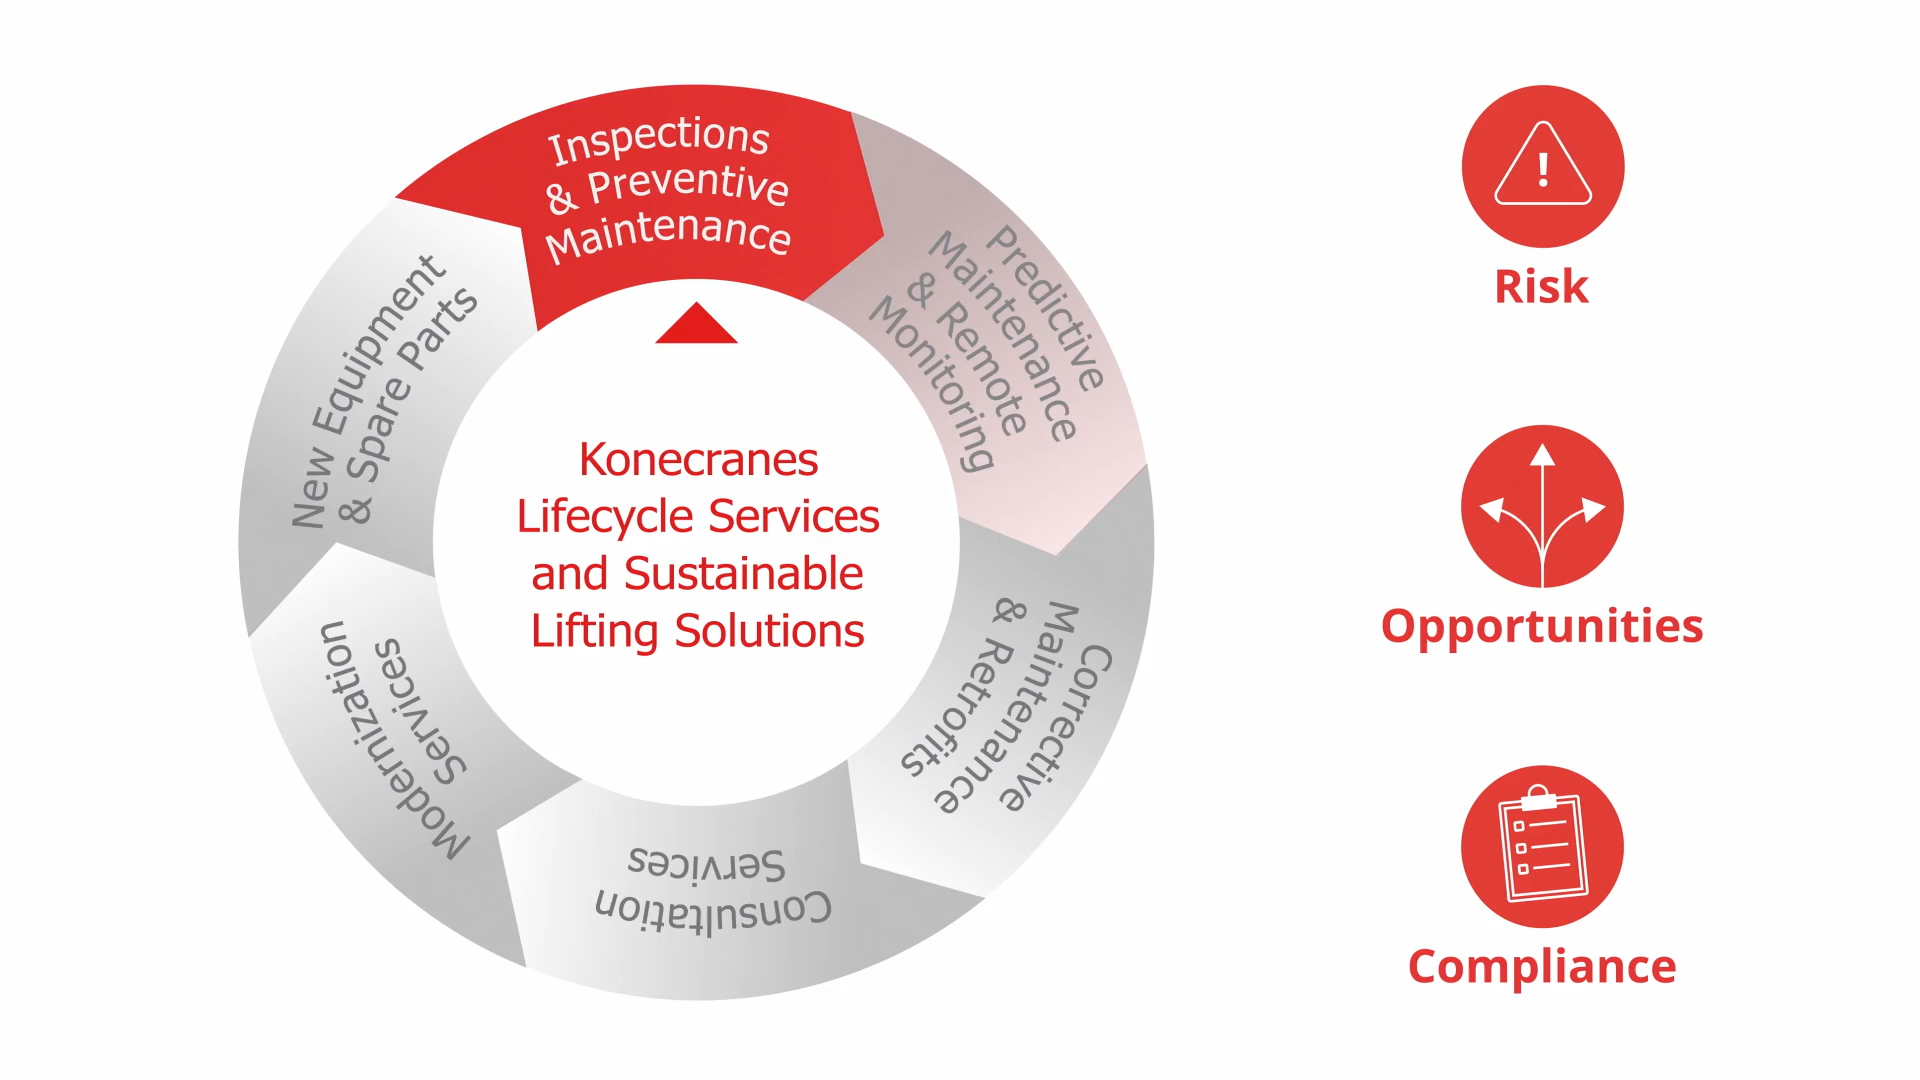 Inspections
& Preventive
Maintenance
Predictive
Maintenance
& Remote
Monitoring
Corrective
Maintenance
& Retrofits
Consultation
Services
Modernization
Services
New Equipment
& Spare Parts
Konecranes
Lifecycle Services
and Sustainable
Lifting Solutions
!
Risk
Opportunities
Compliance